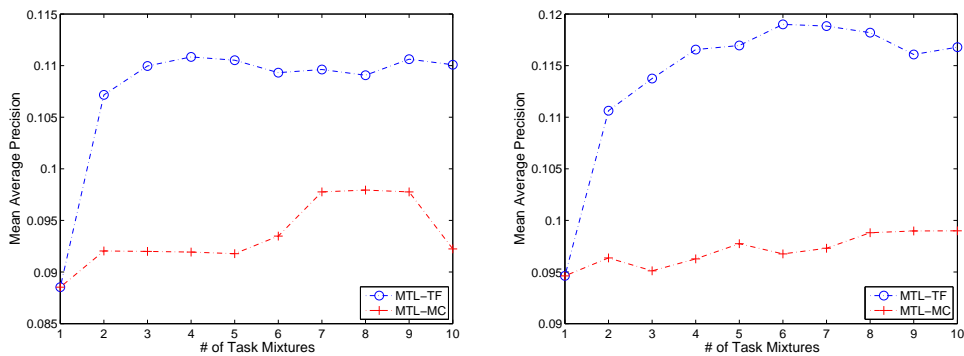 0.115
0.11
0.105
0.1
0.095
0.09
0.085
Mean Average Precision
1 2 3 4 5 6 7 8 9 10
# of Task Mixtures
MTL−TF
MTL−MC
0.12
0.115
0.11
0.105
0.1
0.095
0.09
Mean Average Precision
1 2 3 4 5 6 7 8 9 10
# of Task Mixtures
MTL−TF
MTL−MC